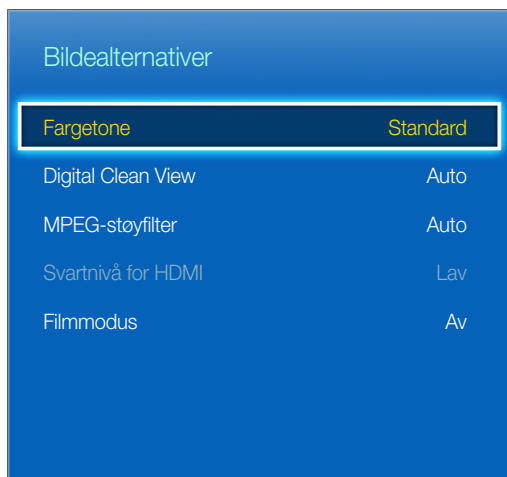 Bildealternativer
Fargetone Standard
Digital Clean View Auto
MPEG-støyfilter Auto
Svartnivå for HDMI Lav
Filmmodus Av